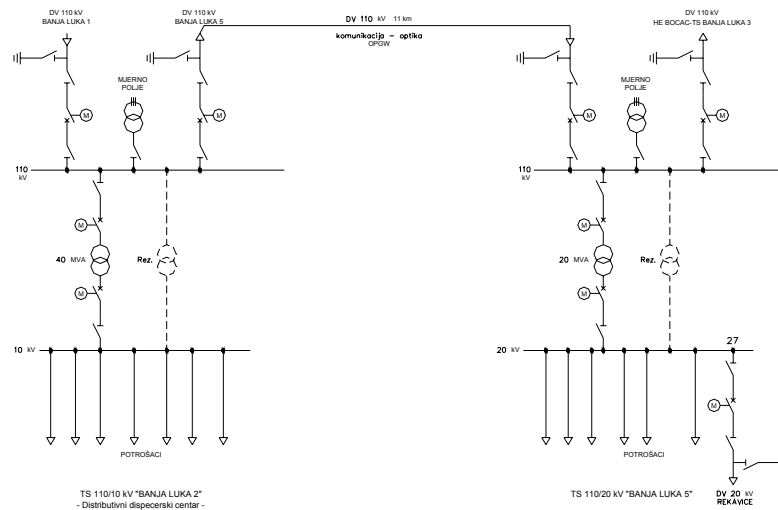 DV 110 kV
BANJA LUKA 1
DV 110 kV
BANJA LUKA 5
DV 110 kV 11 km
komunikacija – optika
OPGW
DV 110 kV
HE BOCAC-TS BANJA LUKA 3
MJERNO
POLJE
M
M
110
kV
M
40 MVA
Rez.
M
10 kV
POTROŠACI
TS 110/10 kV "BANJA LUKA 2"
- Distributivni dispecerski centar -
MJERNO
POLJE
M
M
110
kV
M
20 MVA
Rez.
M
20 kV
27
M
POTROŠACI
TS 110/20 kV "BANJA LUKA 5"
DV 20 kV
REKAVICE